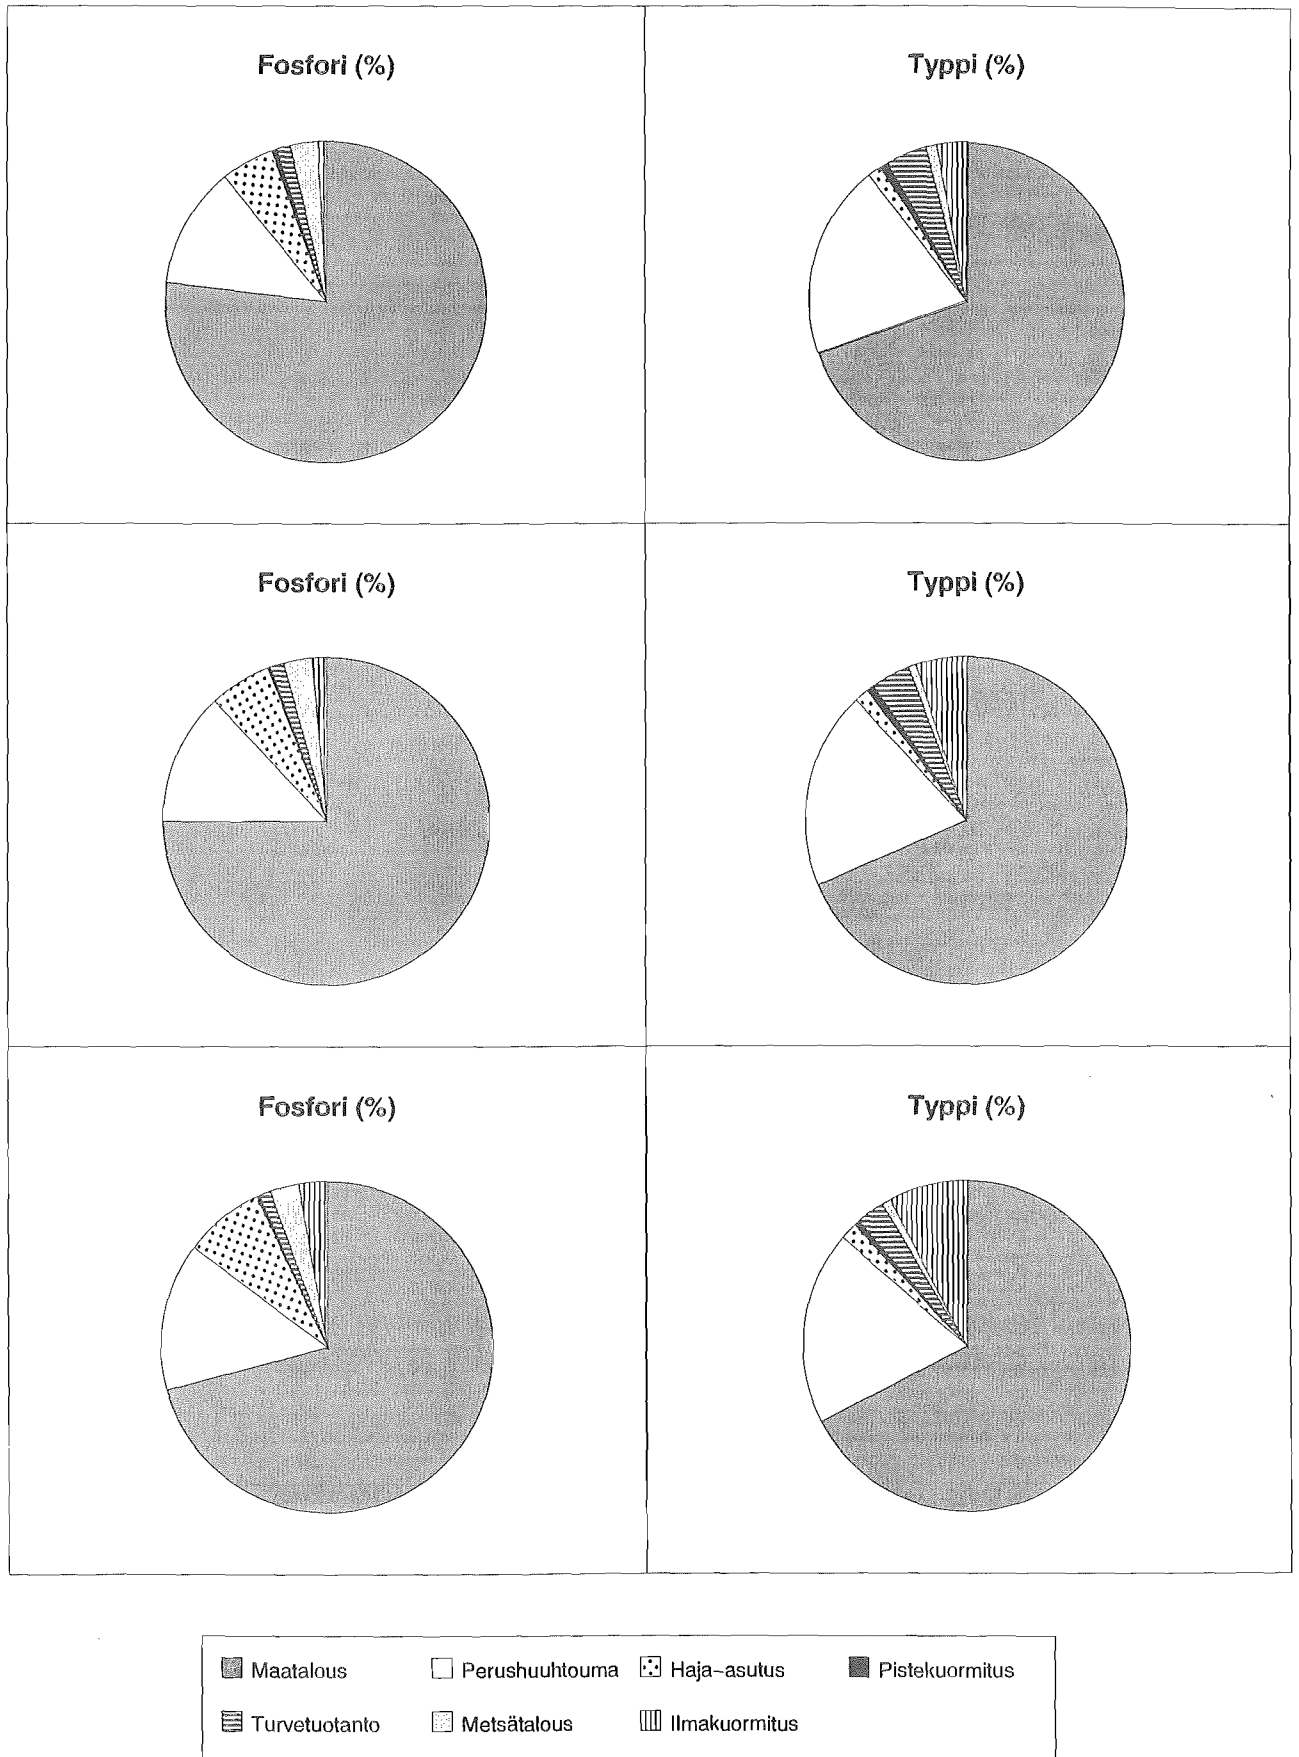 Fosfori (%)
Typpi (%)
Fosfori (%)
Typpi (%)
Fosfori (%)
Typpi (%)
Maatalous
Perushuuhtouma
Haja-asutus
Pistekuormitus
Turvetuotanto
Metsätalous
Ilmakuormitus